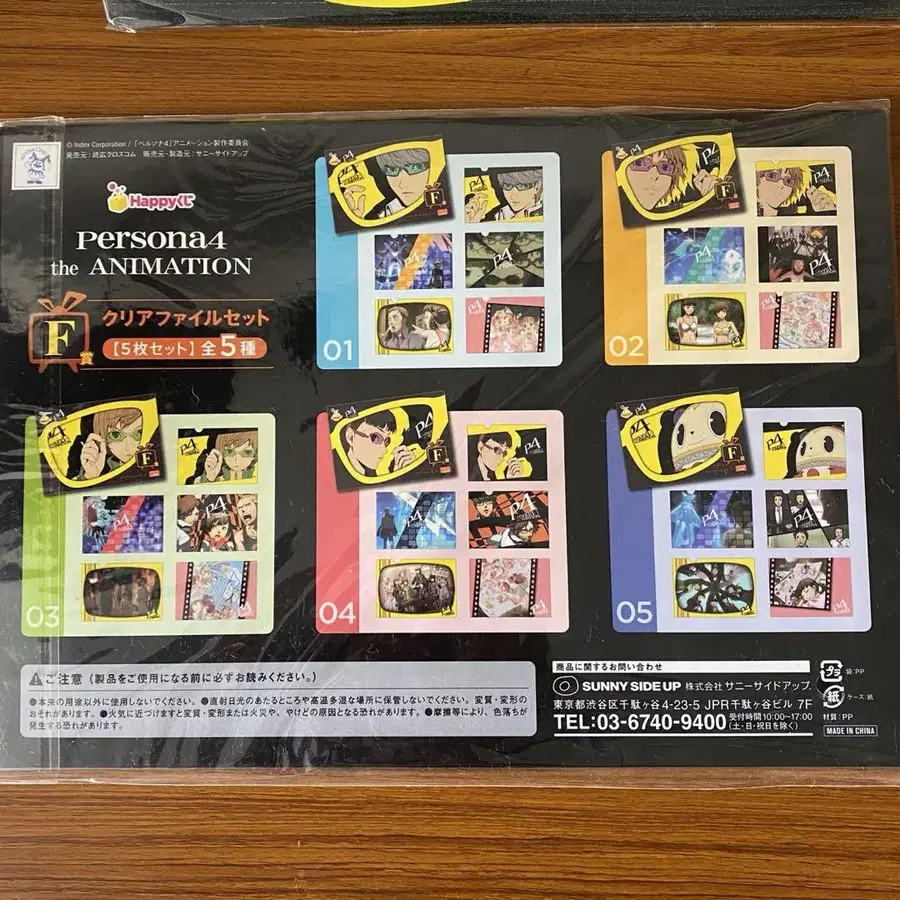 © Index Corporation / 「ペルソナ4」アニメーション製作委員会
発売元：読広クロスコム 販売元・製造元：サニーサイドアップ
Happyくじ
Persona4
the ANIMATION
F賞
クリアファイルセット
【5枚セット】全5種
P4
F
01
P4
F
02
P4
F
03
P4
F
04
P4
F
05
⚠ご注意（製品をご使用になる前に必ずお読みください。）
●本来の用途以外に使用しないでください。●直射日光のあたるところや高温多湿な場所に保管しないでください。変質・変形の
おそれがあります。●火気に近づけますと変質・変形または火災や、やけどの原因となる恐れがあります。●摩擦等により、色落ちが
発生する恐れがあります。
商品に関するお問い合わせ
SUNNY SIDE UP 株式会社 サニーサイドアップ
東京都渋谷区千駄ヶ谷4-23-5 JPR千駄ヶ谷ビル 7F
TEL:03-6740-9400 受付時間10:00〜17:00
（土・日・祝日を除く）
プラ 袋：PP
紙 ケース：紙
材質：PP
MADE IN CHINA